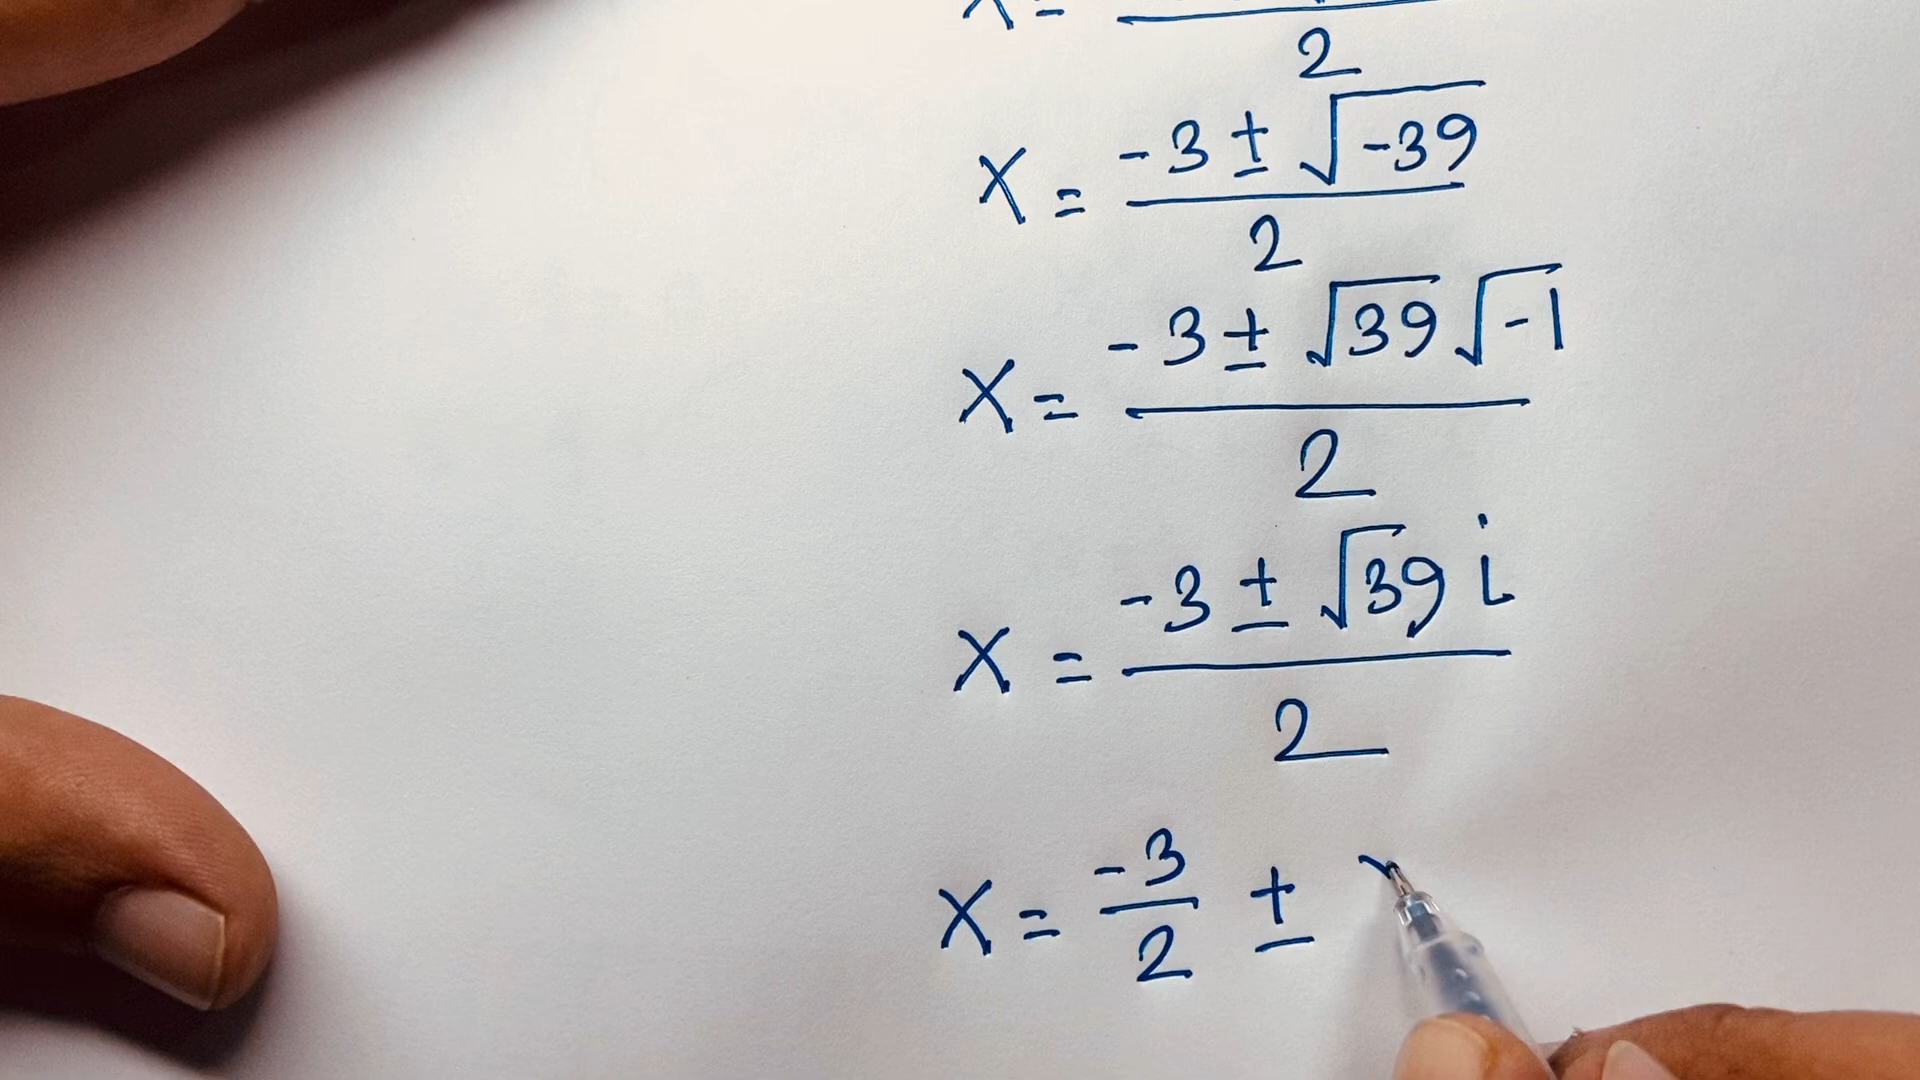 X = 2
X = -3 ± √-39 / 2
X = -3 ± √39 √-1 / 2
X = -3 ± √39 i / 2
X = -3/2 ±